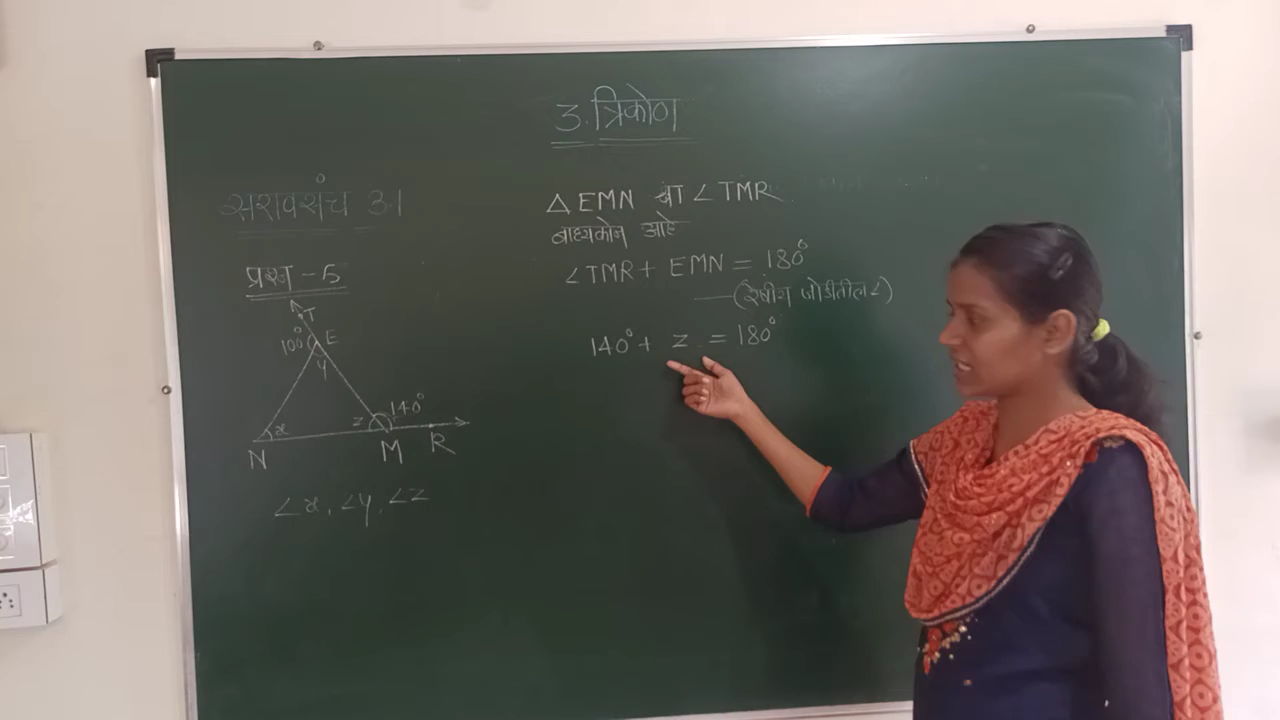 3. त्रिकोण
सरावसंच 3.1
प्रश्न - 5
T
100° E
y
x z 140°
N M R
∠x, ∠y, ∠z
△ EMN चा ∠TMR
बाह्यकोन आहे
∠TMR + EMN = 180°
—(रेषीय जोडीतील ∠)
140° + z = 180°